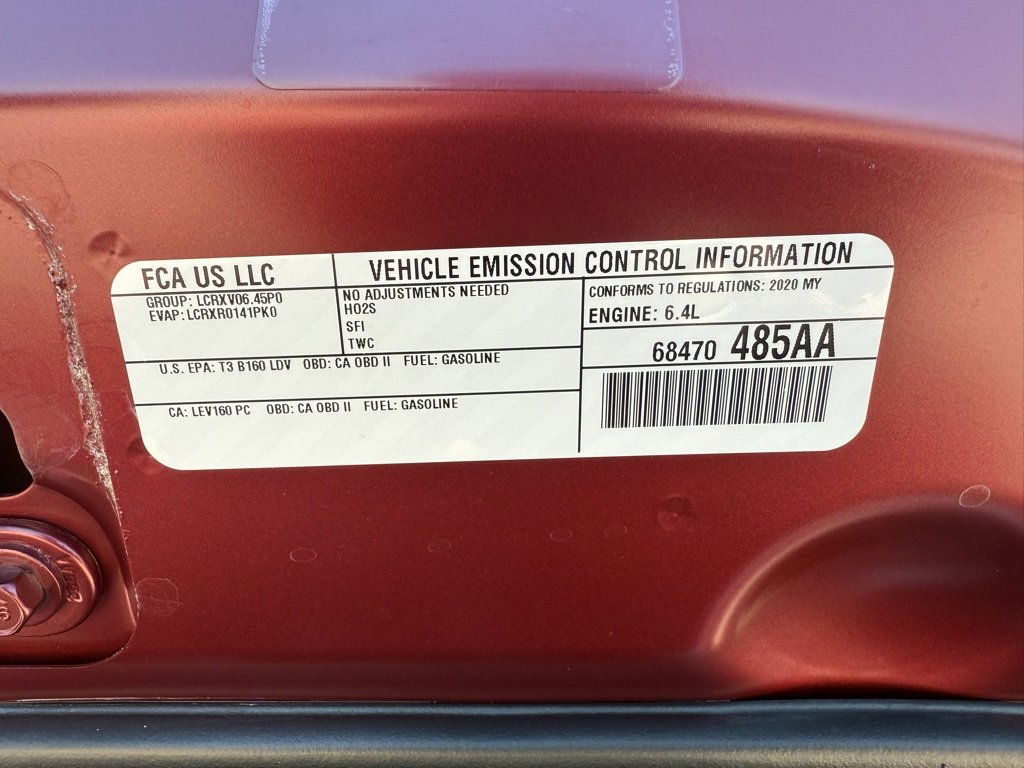 FCA US LLC
VEHICLE EMISSION CONTROL INFORMATION
GROUP: LCRXV06.45P0
EVAP: LCRXR0141PK0
NO ADJUSTMENTS NEEDED
HO2S
SFI
TWC
CONFORMS TO REGULATIONS: 2020 MY
ENGINE: 6.4L
68470 485AA
U.S. EPA: T3 B160 LDV OBD: CA OBD II FUEL: GASOLINE
CA: LEV160 PC OBD: CA OBD II FUEL: GASOLINE